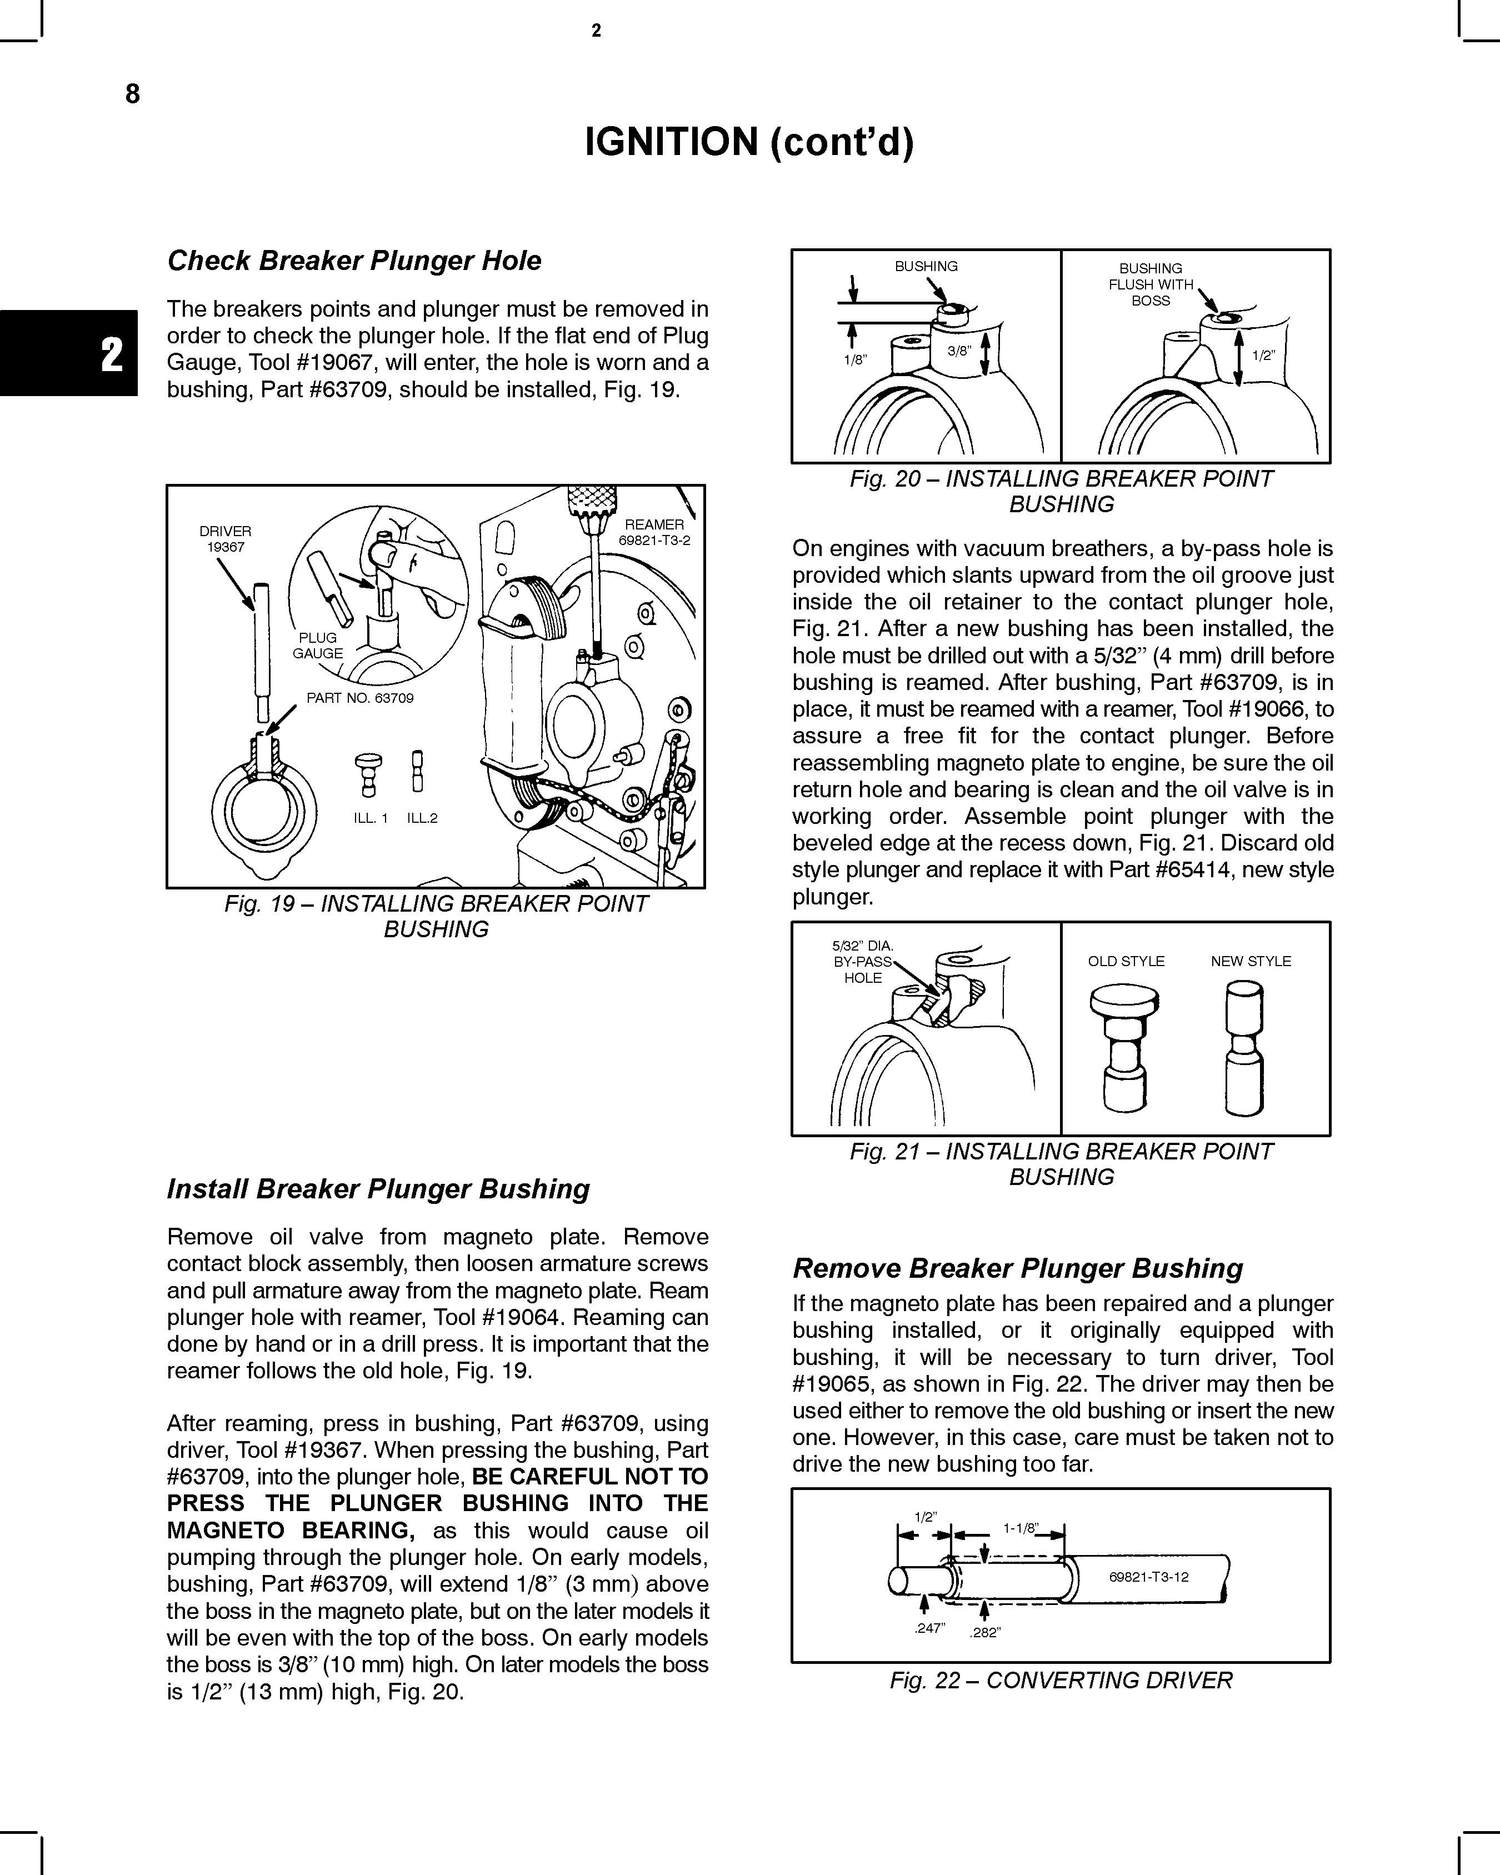 2
8
IGNITION (cont’d)
2
Check Breaker Plunger Hole
The breakers points and plunger must be removed in
order to check the plunger hole. If the flat end of Plug
Gauge, Tool #19067, will enter, the hole is worn and a
bushing, Part #63709, should be installed, Fig. 19.
DRIVER
19367
REAMER
69821-T3-2
PLUG
GAUGE
PART NO. 63709
ILL. 1 ILL.2
Fig. 19 – INSTALLING BREAKER POINT
BUSHING
Install Breaker Plunger Bushing
Remove oil valve from magneto plate. Remove
contact block assembly, then loosen armature screws
and pull armature away from the magneto plate. Ream
plunger hole with reamer, Tool #19064. Reaming can
done by hand or in a drill press. It is important that the
reamer follows the old hole, Fig. 19.
After reaming, press in bushing, Part #63709, using
driver, Tool #19367. When pressing the bushing, Part
#63709, into the plunger hole, BE CAREFUL NOT TO
PRESS THE PLUNGER BUSHING INTO THE
MAGNETO BEARING, as this would cause oil
pumping through the plunger hole. On early models,
bushing, Part #63709, will extend 1/8” (3 mm) above
the boss in the magneto plate, but on the later models it
will be even with the top of the boss. On early models
the boss is 3/8” (10 mm) high. On later models the boss
is 1/2” (13 mm) high, Fig. 20.
BUSHING
1/8”
3/8”
BUSHING
FLUSH WITH
BOSS
1/2”
Fig. 20 – INSTALLING BREAKER POINT
BUSHING
On engines with vacuum breathers, a by-pass hole is
provided which slants upward from the oil groove just
inside the oil retainer to the contact plunger hole,
Fig. 21. After a new bushing has been installed, the
hole must be drilled out with a 5/32” (4 mm) drill before
bushing is reamed. After bushing, Part #63709, is in
place, it must be reamed with a reamer, Tool #19066, to
assure a free fit for the contact plunger. Before
reassembling magneto plate to engine, be sure the oil
return hole and bearing is clean and the oil valve is in
working order. Assemble point plunger with the
beveled edge at the recess down, Fig. 21. Discard old
style plunger and replace it with Part #65414, new style
plunger.
5/32” DIA.
BY-PASS
HOLE
OLD STYLE NEW STYLE
Fig. 21 – INSTALLING BREAKER POINT
BUSHING
Remove Breaker Plunger Bushing
If the magneto plate has been repaired and a plunger
bushing installed, or it originally equipped with
bushing, it will be necessary to turn driver, Tool
#19065, as shown in Fig. 22. The driver may then be
used either to remove the old bushing or insert the new
one. However, in this case, care must be taken not to
drive the new bushing too far.
1/2”
1-1/8”
69821-T3-12
.247”
.282”
Fig. 22 – CONVERTING DRIVER